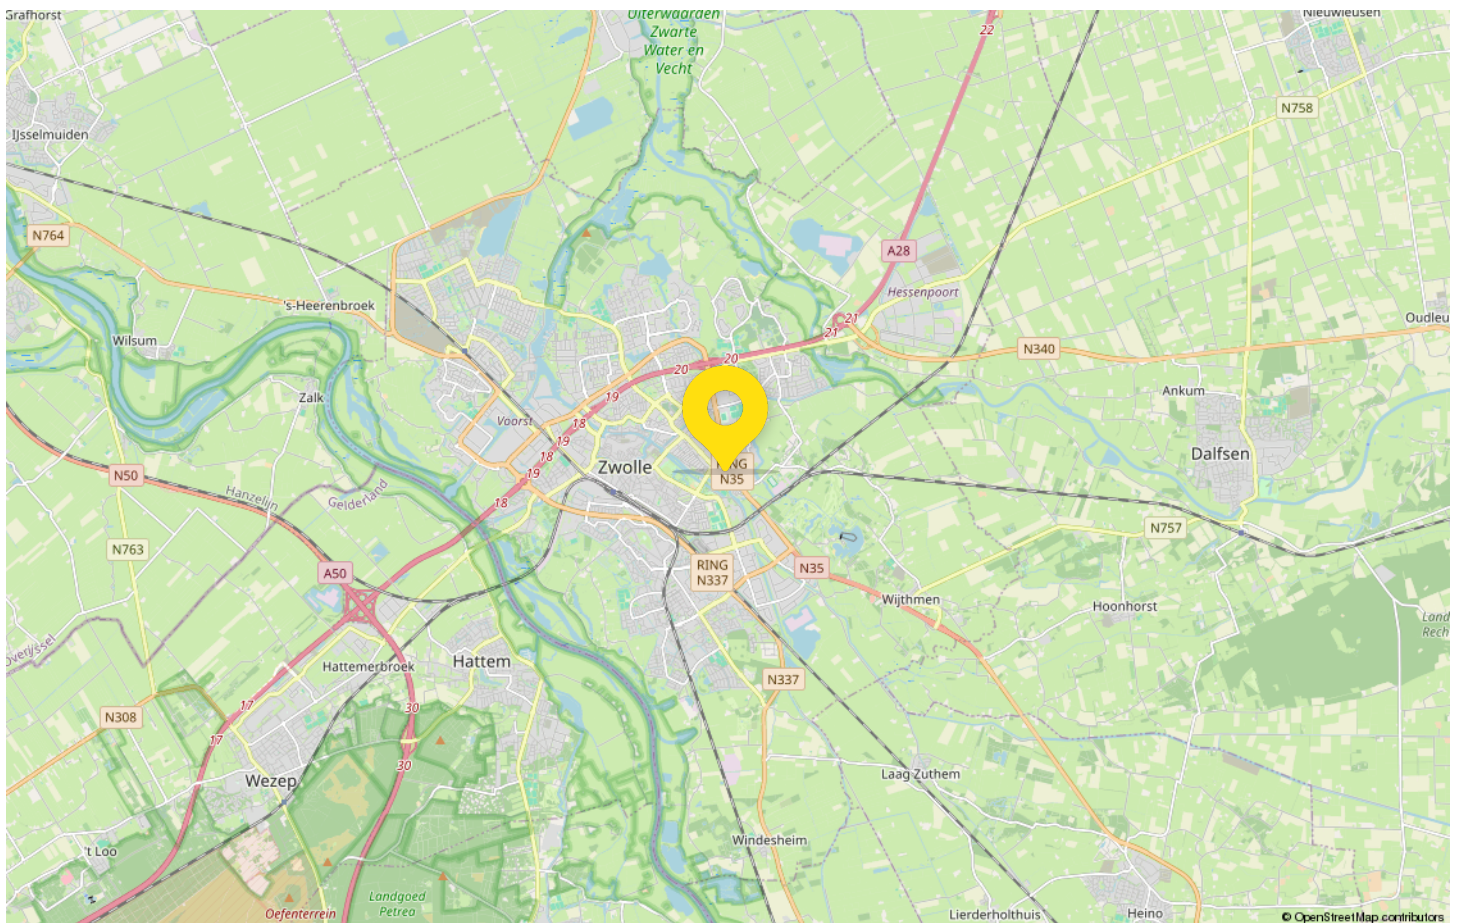 Grafhorst
Uiterwaarden
Zwarte
Water en
Vecht
22
Nieuwleusen
N758
IJsselmuiden
N764
A28
Hessenpoort
's-Heerenbroek
21
21
Oudleu
Wilsum
N340
20
20
Ankum
Zalk
19
Voorst
18
19
18
Dalfsen
Zwolle
RING
N35
19
N50
Hanzelijn
Gelderland
18
N757
N763
A50
RING
N337
N35
Wijthmen
Hoonhorst
Land
Rech
Overijssel
Hattemerbroek
Hattem
N337
17
30
N308
17
30
Wezep
Laag Zuthem
Windesheim
't Loo
Landgoed
Petrea
Oefenterrein
Lierderholthuis
Heino
© OpenStreetMap contributors